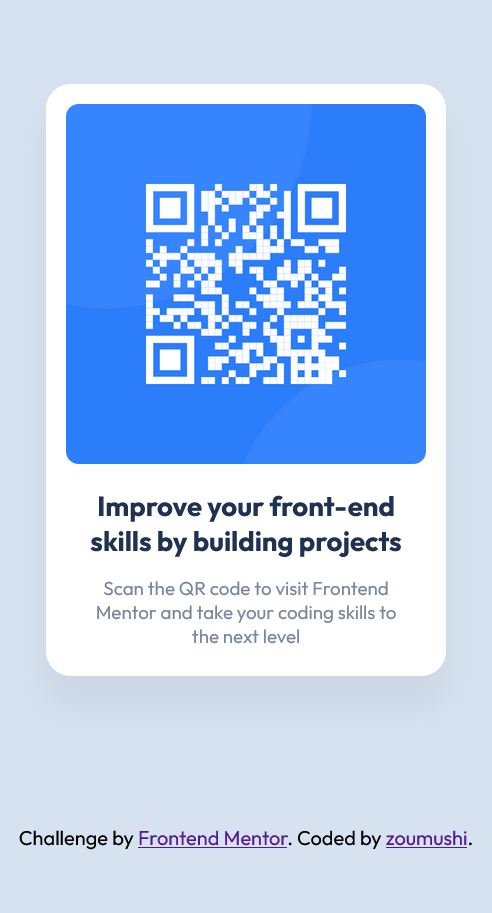 Improve your front-end
skills by building projects
Scan the QR code to visit Frontend
Mentor and take your coding skills to
the next level
Challenge by Frontend Mentor. Coded by zoumushi.